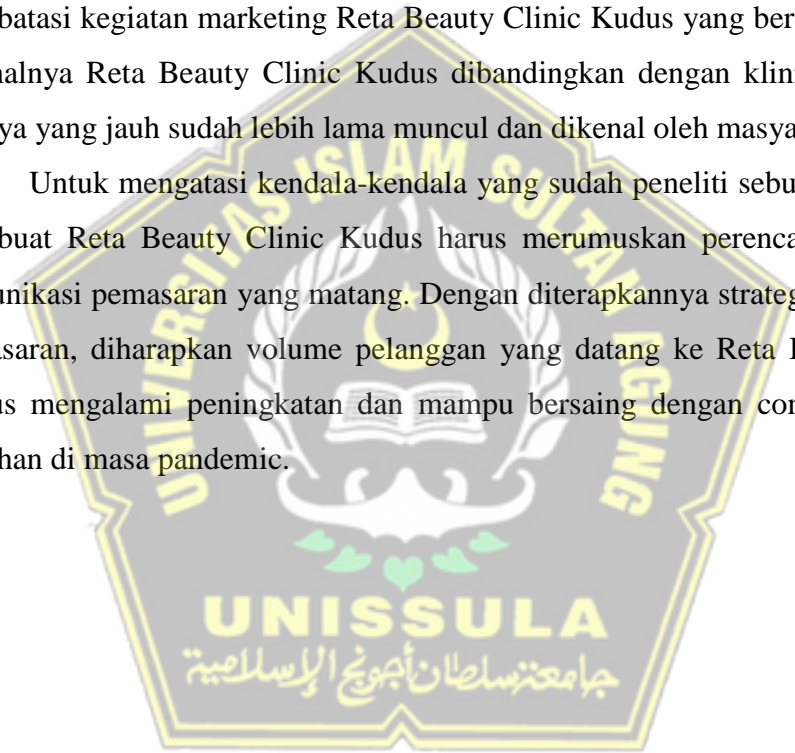 batasi kegiatan marketing Reta Beauty Clinic Kudus yang ber
nalnya Reta Beauty Clinic Kudus dibandingkan dengan klin
ya yang jauh sudah lebih lama muncul dan dikenal oleh masya
Untuk mengatasi kendala-kendala yang sudah peneliti sebu
buat Reta Beauty Clinic Kudus harus merumuskan perenca
unikasi pemasaran yang matang. Dengan diterapkannya strateg
asaran, diharapkan volume pelanggan yang datang ke Reta
us mengalami peningkatan dan mampu bersaing dengan con
han di masa pandemic.
UNIVERSITAS ISLAM SULTAN AGUNG
UNISSULA
جامعة سلطان أجونج الإسلامية